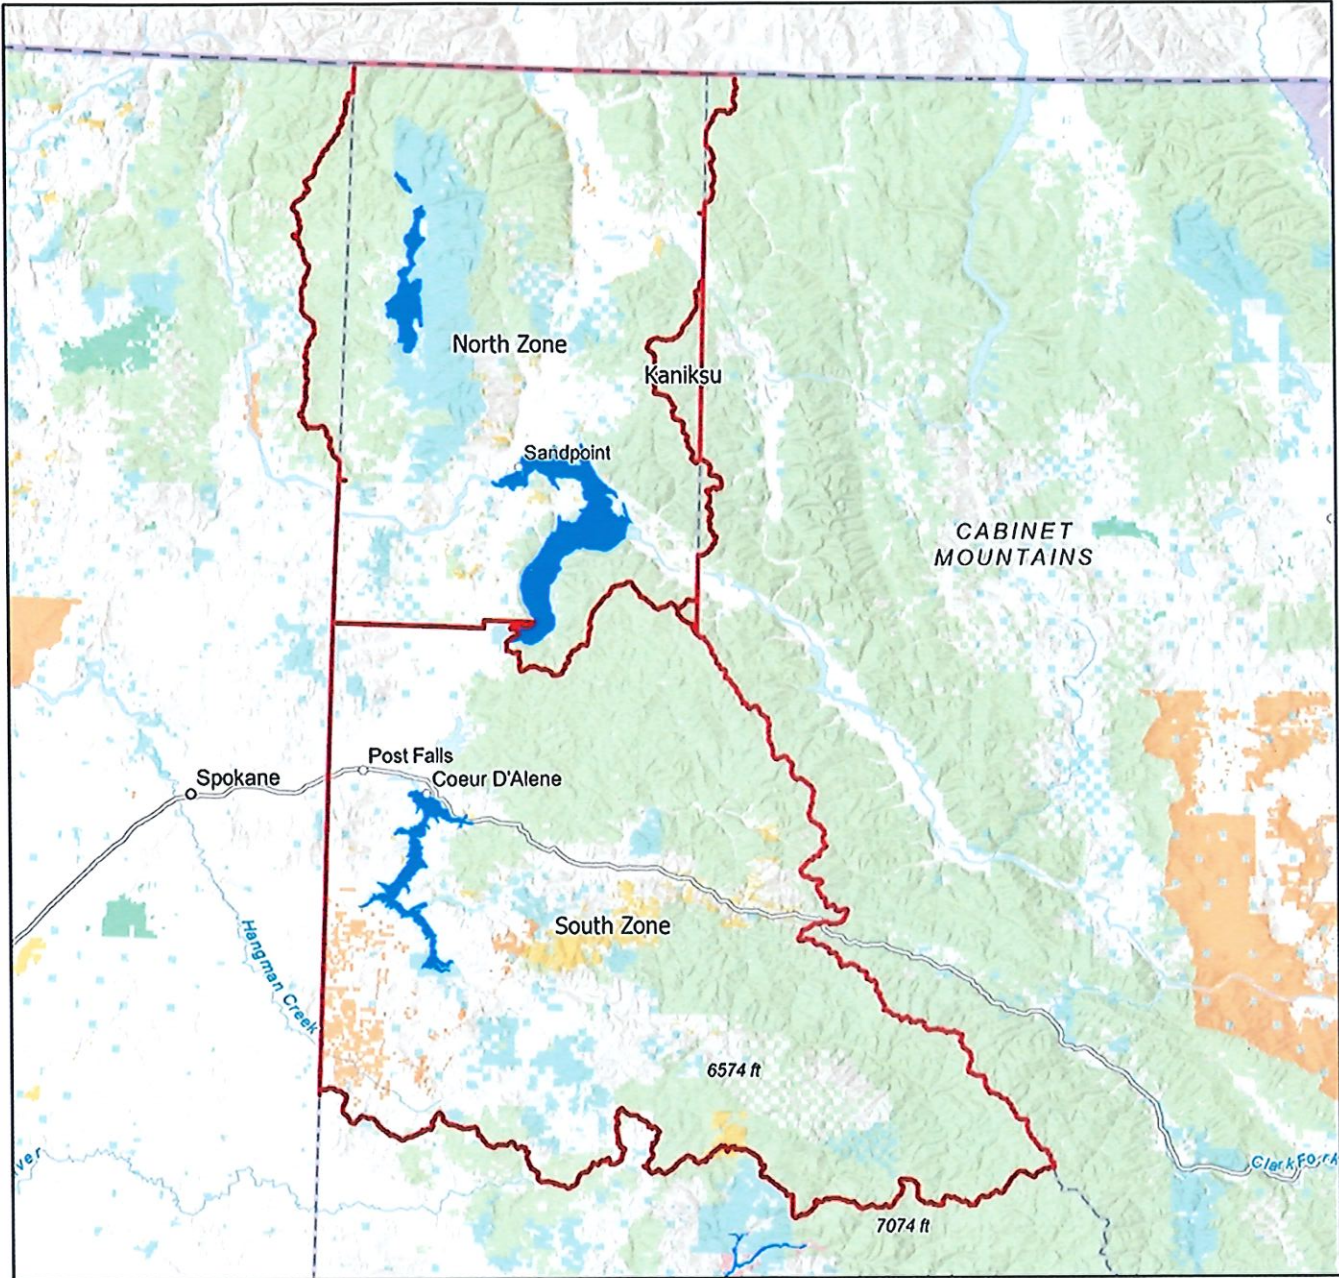 North Zone
Kaniksu
Sandpoint
CABINET
MOUNTAINS
Post Falls
Spokane
Coeur D'Alene
South Zone
Hangman Creek
6574 ft
ver
Clark Fork
7074 ft